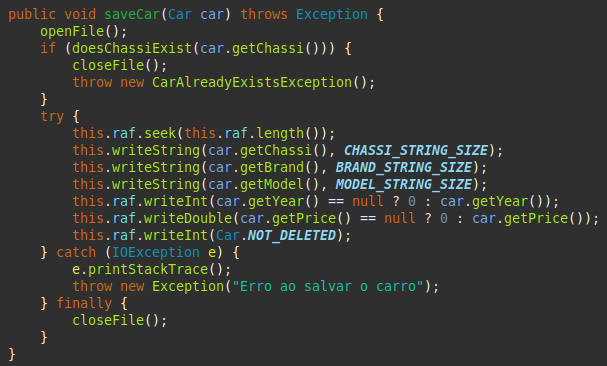 public void saveCar(Car car) throws Exception {
    openFile();
    if (doesChassiExist(car.getChassi())) {
        closeFile();
        throw new CarAlreadyExistsException();
    }
    try {
        this.raf.seek(this.raf.length());
        this.writeString(car.getChassi(), CHASSI_STRING_SIZE);
        this.writeString(car.getBrand(), BRAND_STRING_SIZE);
        this.writeString(car.getModel(), MODEL_STRING_SIZE);
        this.raf.writeInt(car.getYear() == null ? 0 : car.getYear());
        this.raf.writeDouble(car.getPrice() == null ? 0 : car.getPrice());
        this.raf.writeInt(Car.NOT_DELETED);
    } catch (IOException e) {
        e.printStackTrace();
        throw new Exception("Erro ao salvar o carro");
    } finally {
        closeFile();
    }
}